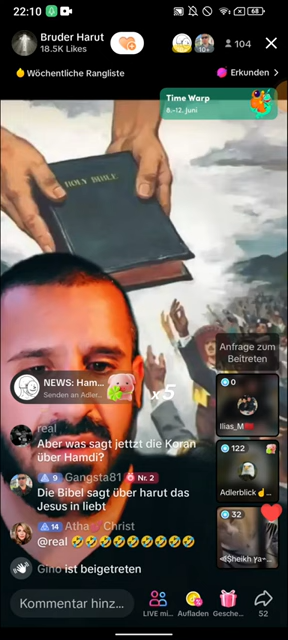 22:10
68
Bruder Harut
18.5K Likes
10+
104
Wöchentliche Rangliste
Erkunden >
Time Warp
8.–12. Juni
HOLY BIBLE
Anfrage zum
Beitreten
NEWS: Ham...
Senden an Adler...
x5
0
Ilias_M
real
Aber was sagt jettzt die Koran
über Hamdi?
122
Adlerblick☝️...
9 Gangsta81 Nr. 2
Die Bibel sagt über harut das
Jesus in liebt
32
14 Atha Christ
@real 🤣🤣🤣🤣🤣🤣🤣🤣🤣
Gino ist beigetreten
Kommentar hinz...
LIVE mi...
Aufladen
Gesche...
52